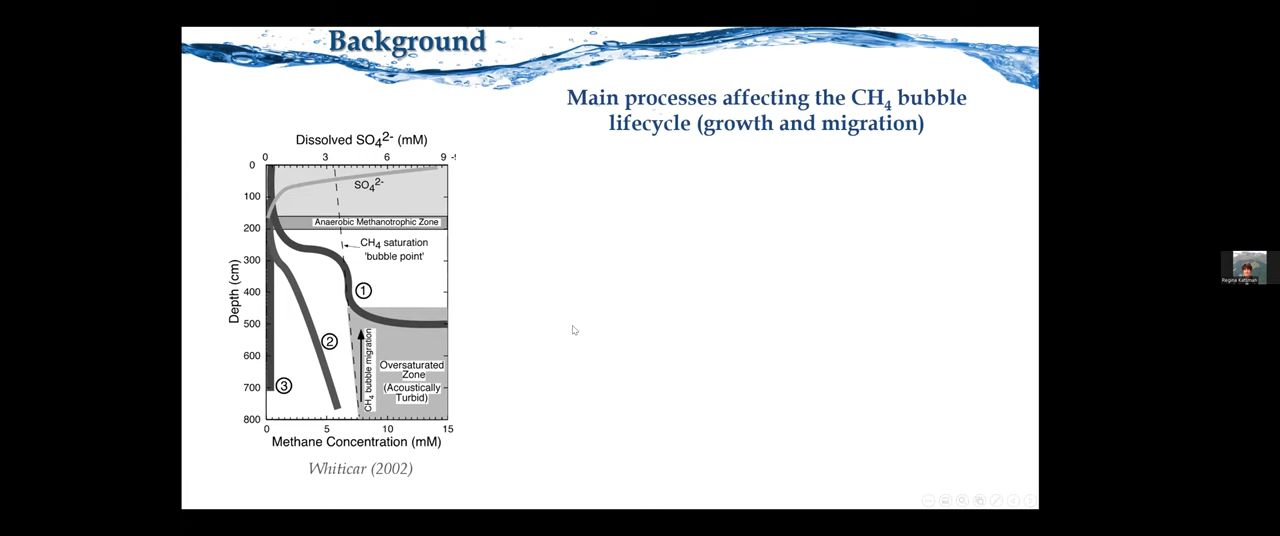 Background
Main processes affecting the CH₄ bubble
lifecycle (growth and migration)
Dissolved SO₄²⁻ (mM)
0 3 6 9
0
100
200
300
400
500
600
700
800
Depth (cm)
SO₄²⁻
Anaerobic Methanotrophic Zone
CH₄ saturation
'bubble point'
1
2
3
CH₄ bubble migration
Oversaturated
Zone
(Acoustically
Turbid)
0 5 10 15
Methane Concentration (mM)
Whiticar (2002)
Regina Katsman